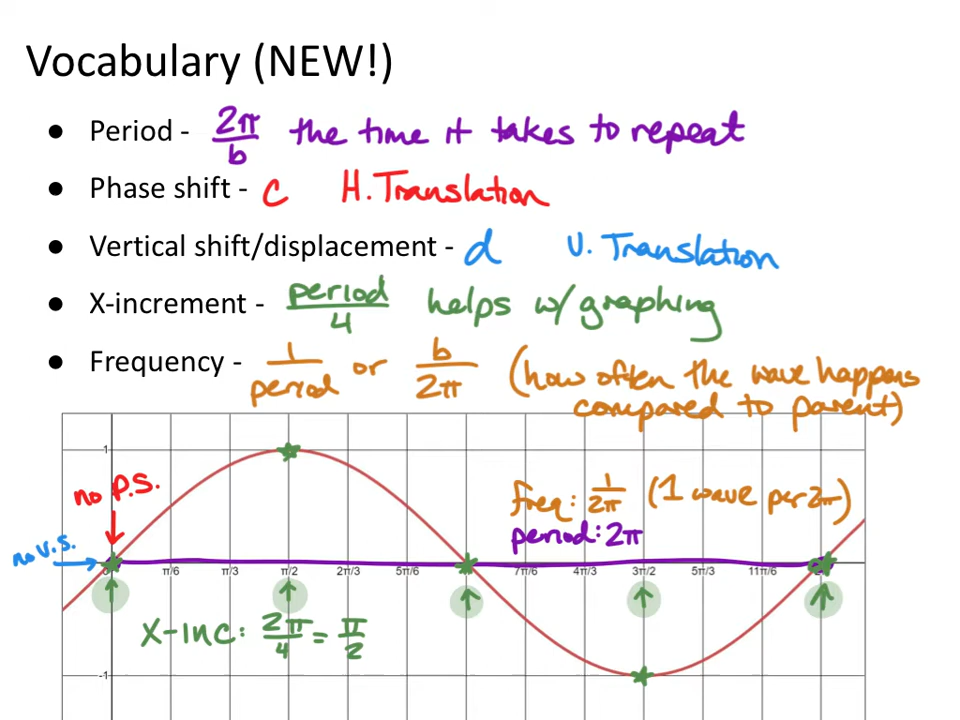 Vocabulary (NEW!)
● Period - 2π/b the time it takes to repeat
● Phase shift - c H. Translation
● Vertical shift/displacement - d V. Translation
● X-increment - period/4 helps w/ graphing
● Frequency - 1/period or b/2π (how often the wave happens
compared to parent)
1
no P.S.
freq: 1/2π (1 wave per 2π)
period: 2π
no v.s.
π/6 π/3 π/2 2π/3 5π/6 7π/6 4π/3 3π/2 5π/3 11π/6
X-inc: 2π/4 = π/2
-1